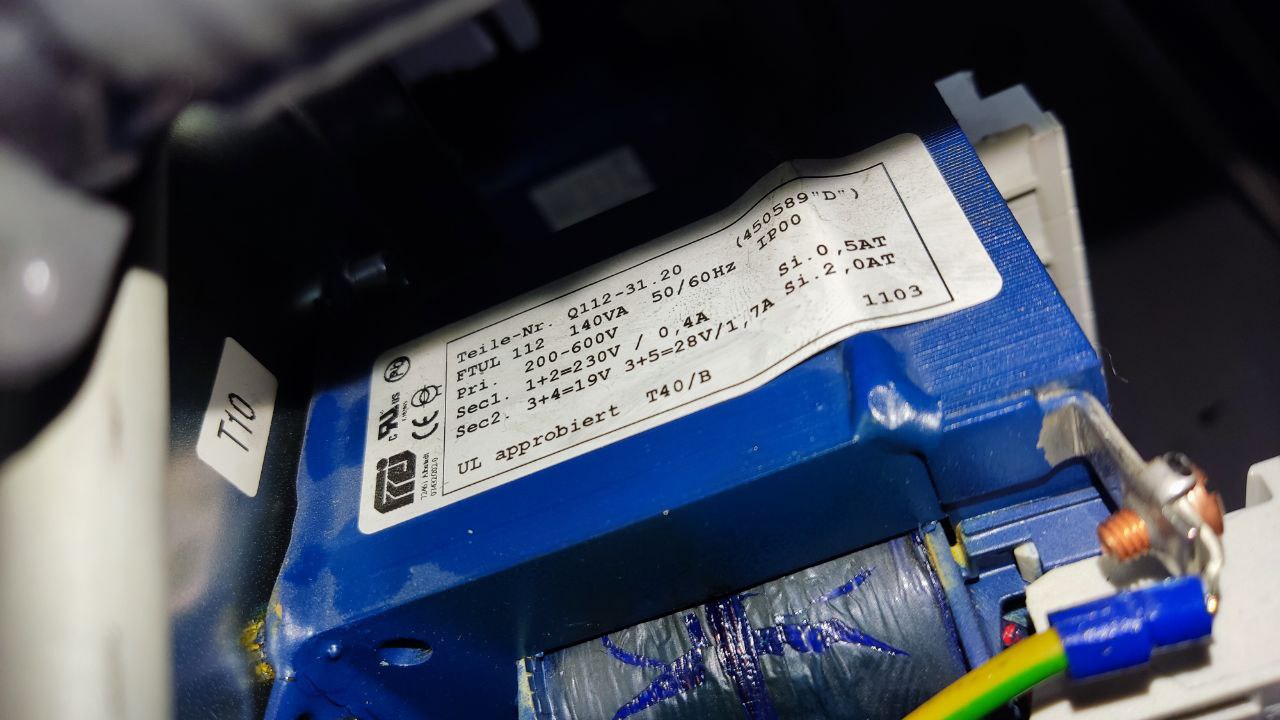 Teile-Nr. Q112-31.20 (450589"D")
FTUL 112 140VA 50/60Hz IP00
Pri. 200-600V
Sec1. 1+2=230V / 0,4A Si.0,5AT
Sec2. 3+4=19V 3+5=28V/1,7A Si.2,0AT
UL approbiert T40/B 1103
CE
T10